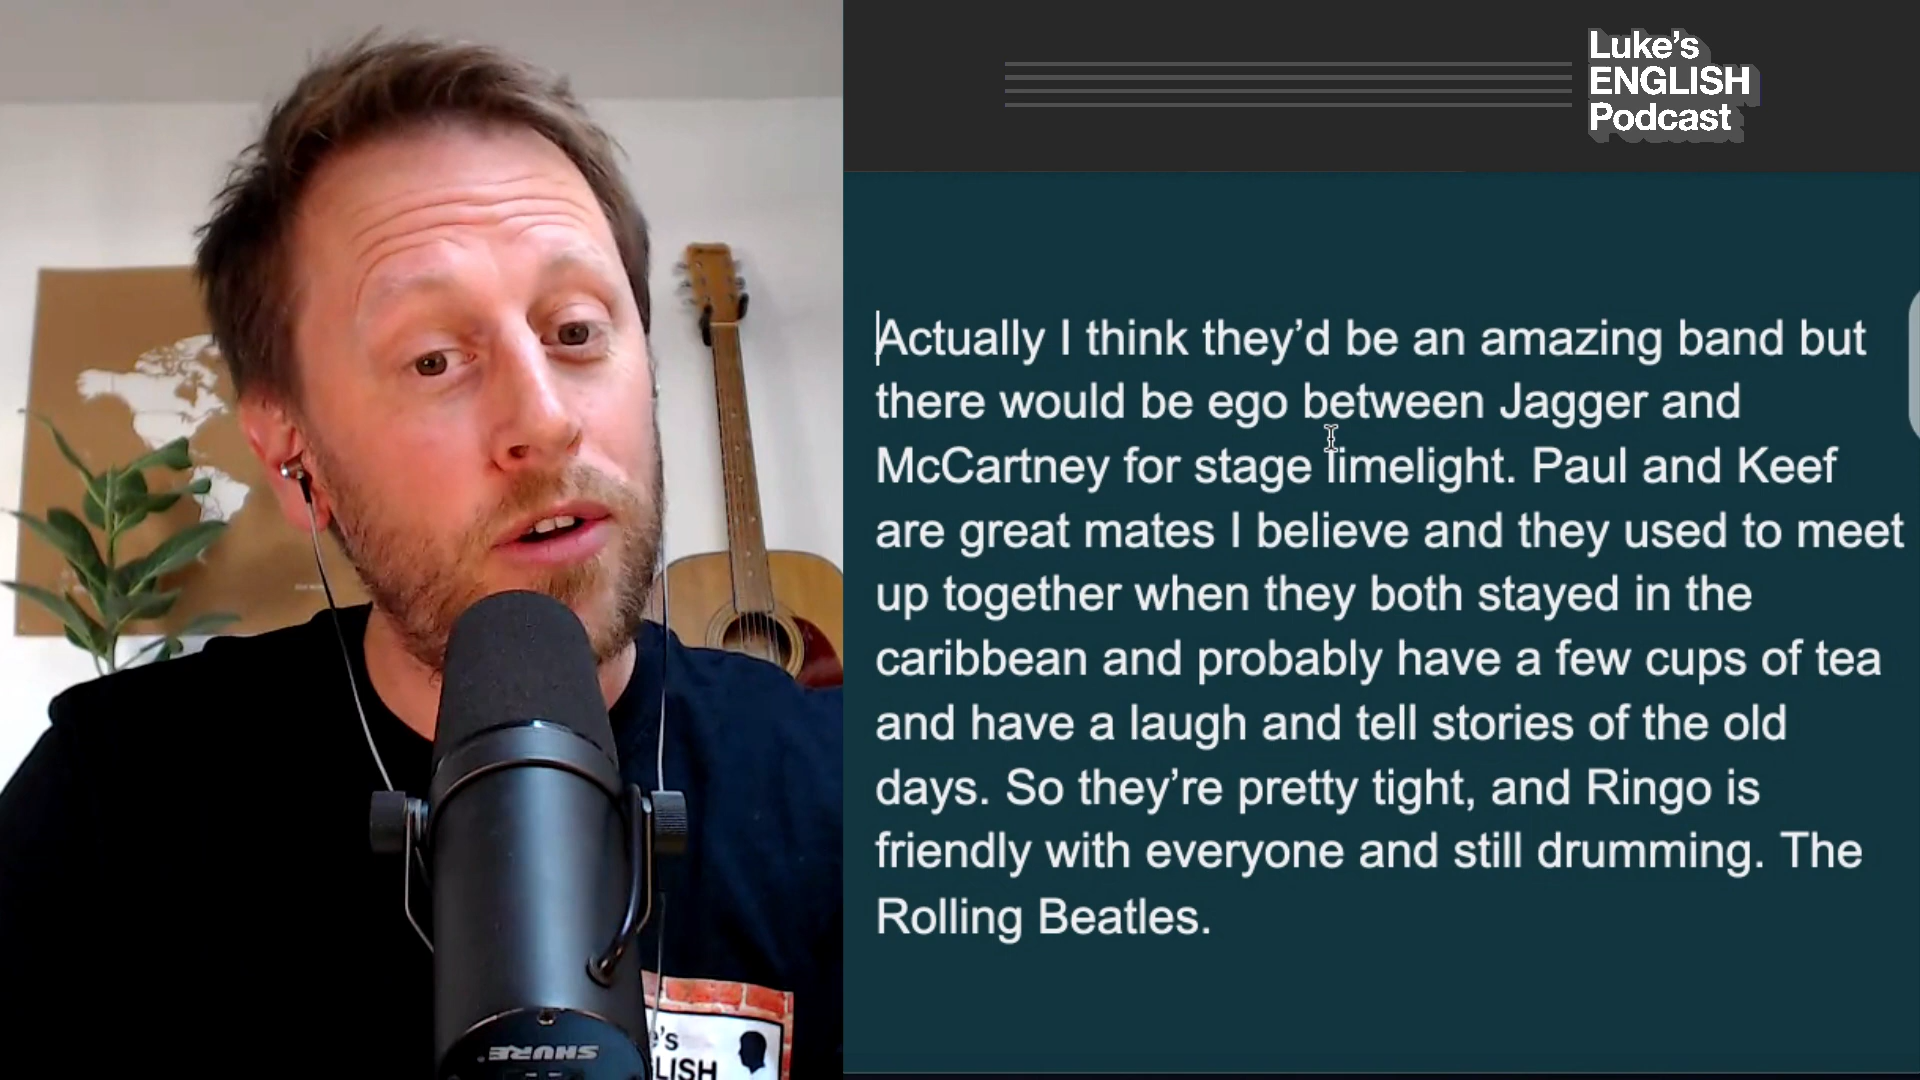 Luke's
ENGLISH
Podcast
Actually I think they'd be an amazing band but
there would be ego between Jagger and
McCartney for stage limelight. Paul and Keef
are great mates I believe and they used to meet
up together when they both stayed in the
caribbean and probably have a few cups of tea
and have a laugh and tell stories of the old
days. So they're pretty tight, and Ringo is
friendly with everyone and still drumming. The
Rolling Beatles.
SHURE
e's
LISH